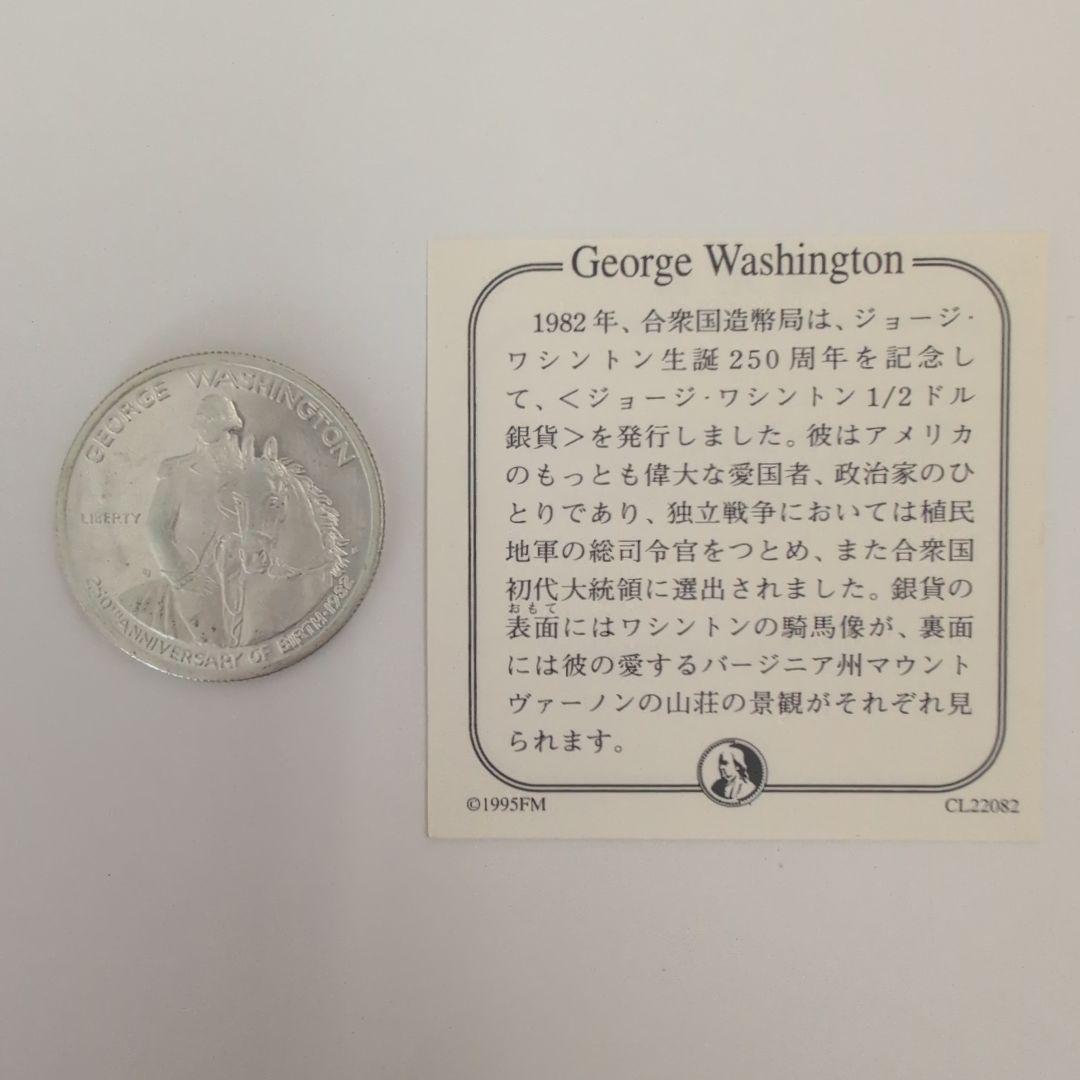 GEORGE WASHINGTON
LIBERTY
250TH ANNIVERSARY OF BIRTH·1982
George Washington
1982年、合衆国造幣局は、ジョージ·
ワシントン生誕250周年を記念し
て、<ジョージ·ワシントン1/2ドル
銀貨>を発行しました。彼はアメリカ
のもっとも偉大な愛国者、政治家のひ
とりであり、独立戦争においては植民
地軍の総司令官をつとめ、また合衆国
初代大統領に選出されました。銀貨の
おもて
表面にはワシントンの騎馬像が、裏面
には彼の愛するバージニア州マウント
ヴァーノンの山荘の景観がそれぞれ見
られます。
©1995FM
CL22082